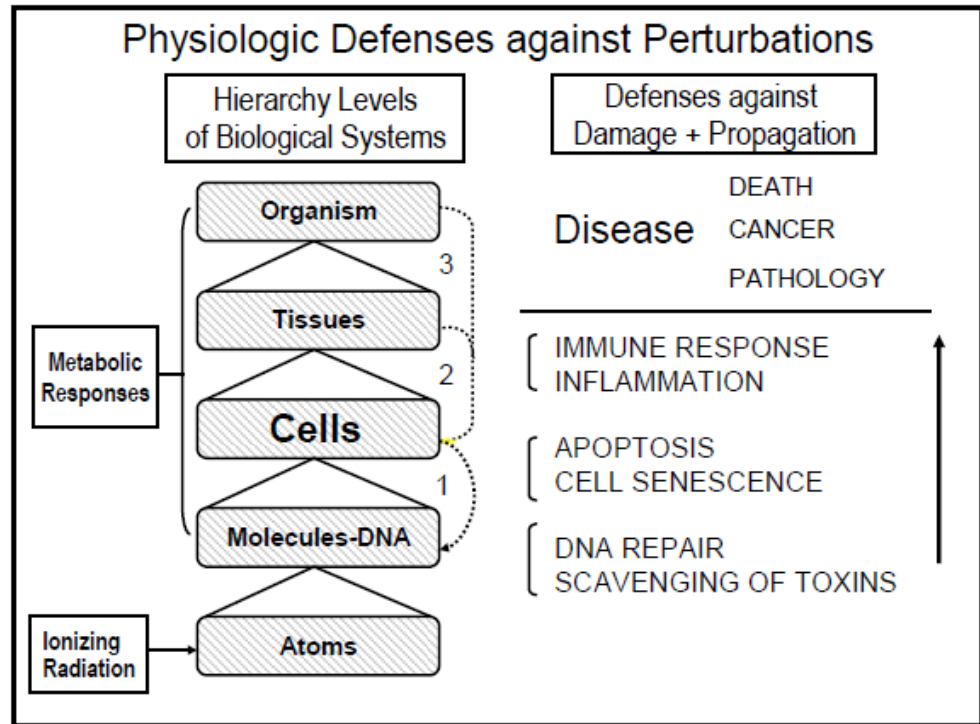 Physiologic Defenses against Perturbations
Hierarchy Levels
of Biological Systems
Defenses against
Damage + Propagation
Organism
3
Tissues
2
Cells
1
Molecules-DNA
Atoms
Metabolic
Responses
Ionizing
Radiation
Disease
DEATH
CANCER
PATHOLOGY
IMMUNE RESPONSE
INFLAMMATION
APOPTOSIS
CELL SENESCENCE
DNA REPAIR
SCAVENGING OF TOXINS